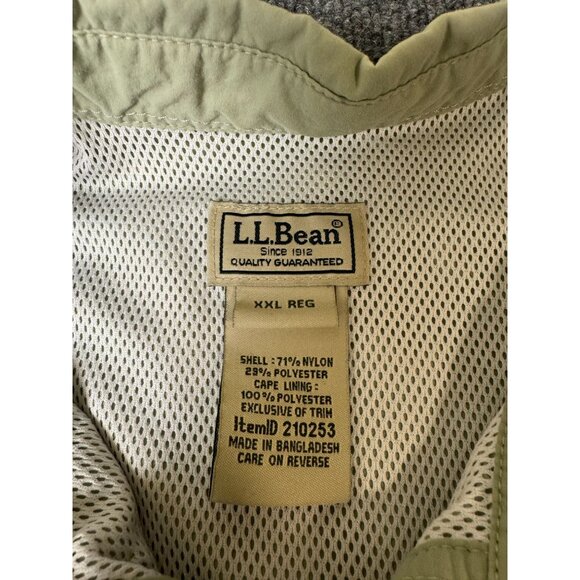 L.L.Bean®
Since 1912
QUALITY GUARANTEED
XXL REG
SHELL : 71% NYLON
29% POLYESTER
CAPE LINING :
100% POLYESTER
EXCLUSIVE OF TRIM
ItemID 210253
MADE IN BANGLADESH
CARE ON REVERSE